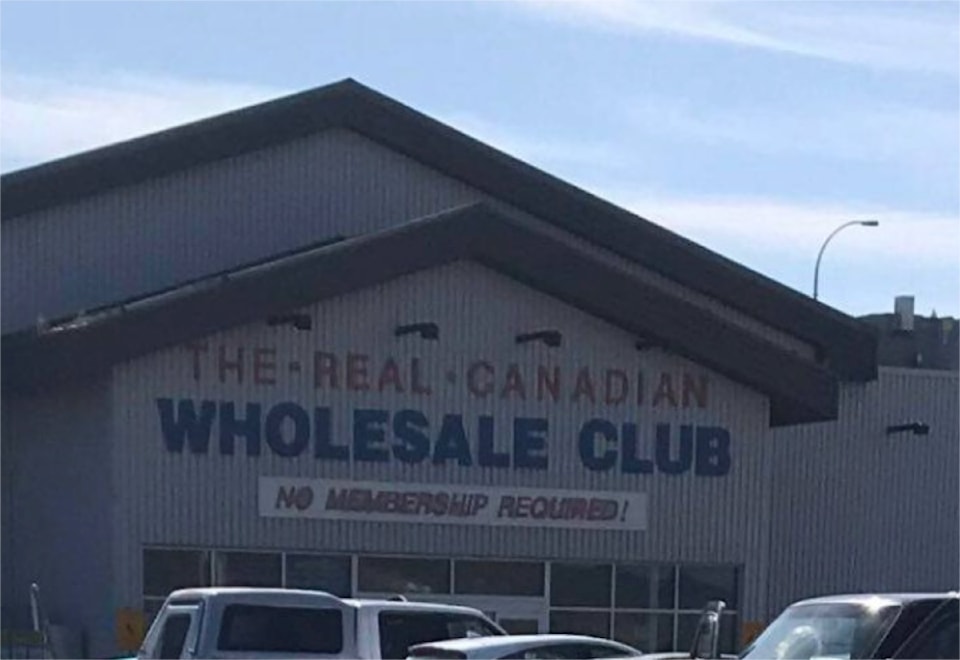 THE·REAL·CANADIAN
WHOLESALE CLUB
NO MEMBERSHIP REQUIRED!